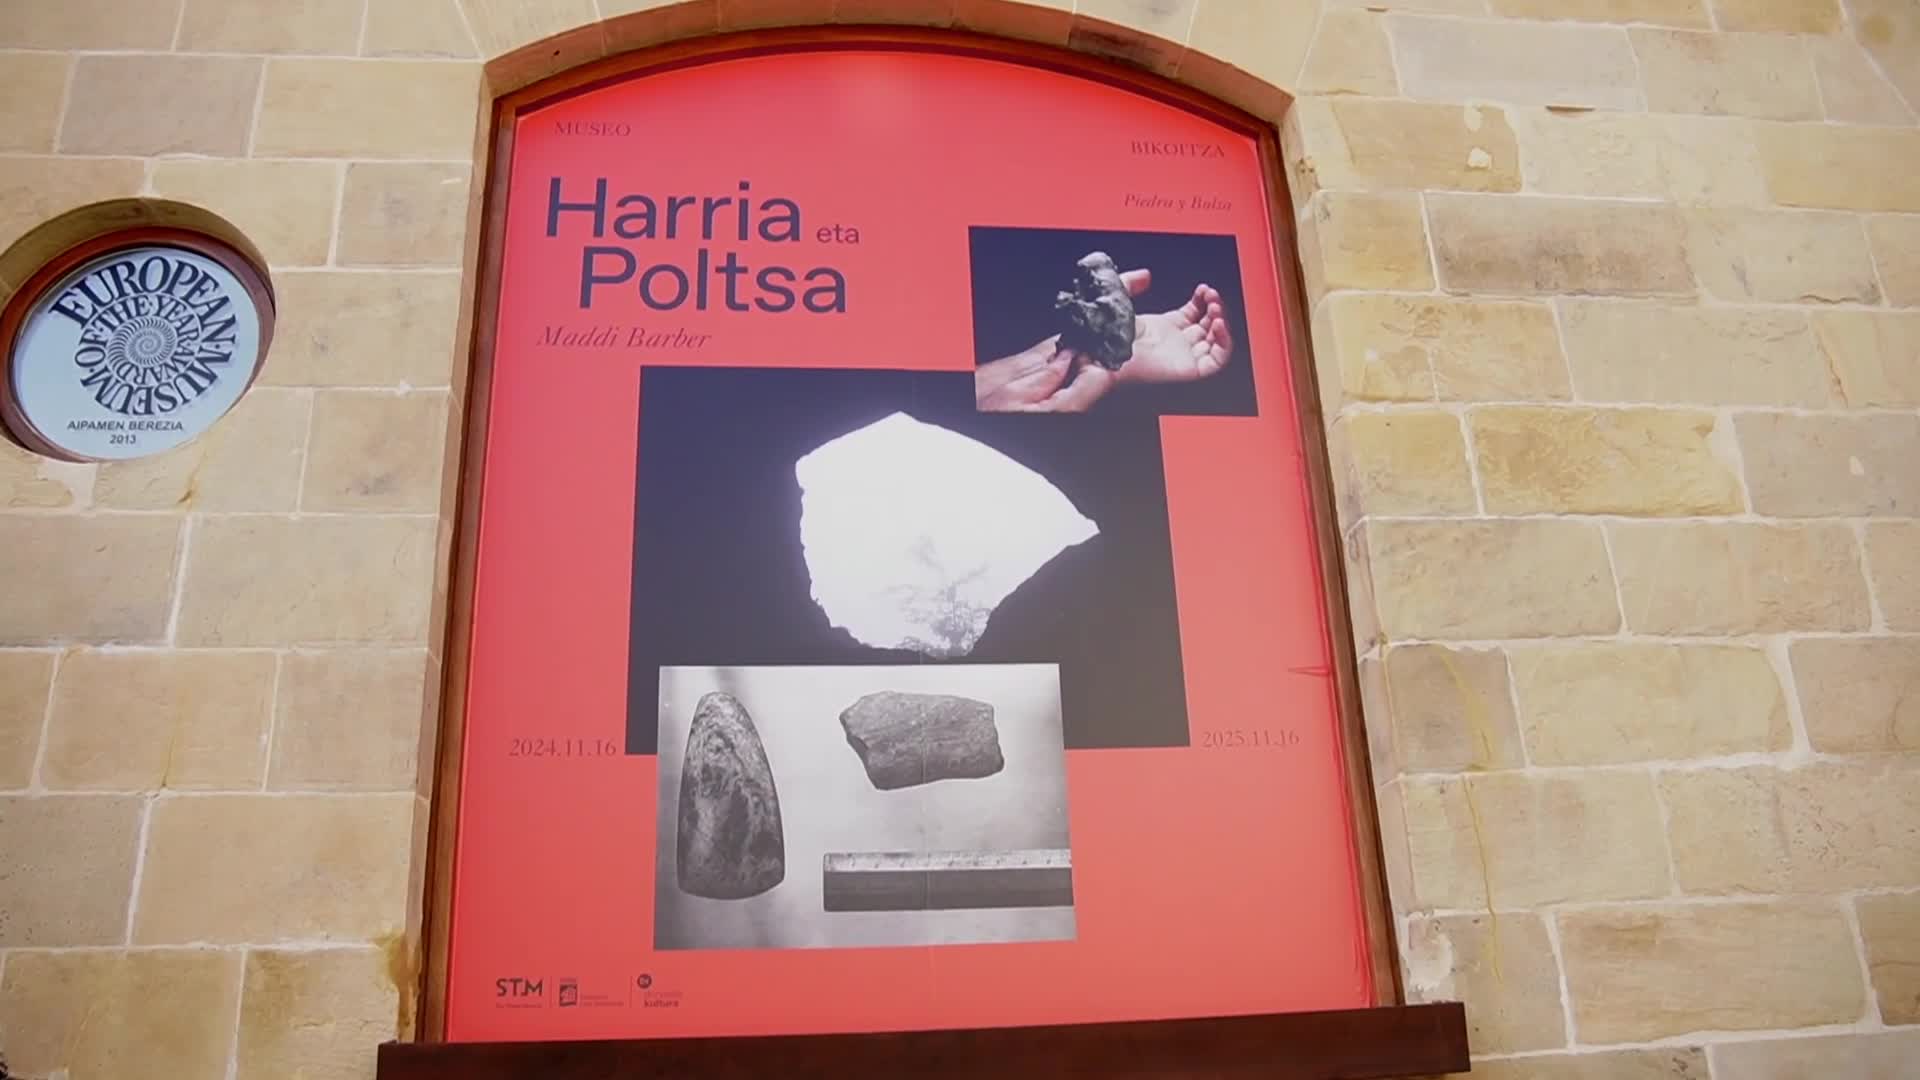 MUSEO
BIKOITZA
Harria eta
Poltsa
Piedra y Bolsa
Maddi Barber
EUROPEAN·MUSEUM·OF·THE·YEAR·AWARD
AIPAMEN BEREZIA
2013
2024.11.16
2025.11.16
STM
kultura